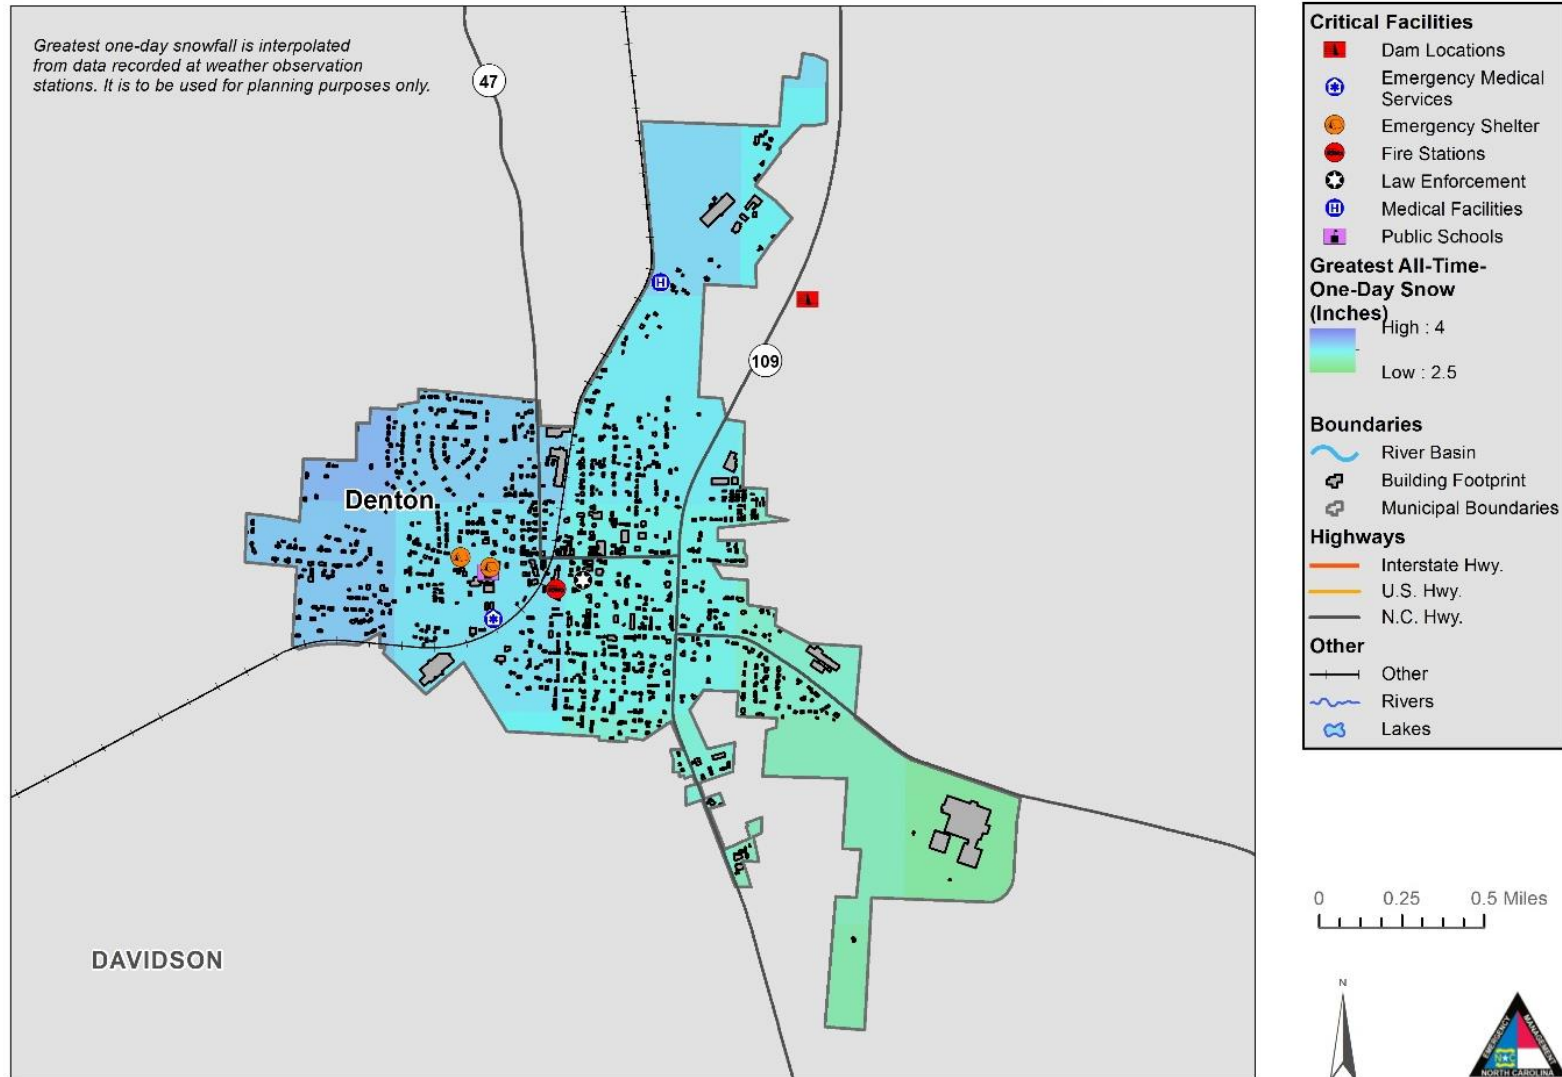 Greatest one-day snowfall is interpolated
from data recorded at weather observation
stations. It is to be used for planning purposes only.
47
109
Denton
DAVIDSON
Critical Facilities
Dam Locations
Emergency Medical
Services
Emergency Shelter
Fire Stations
Law Enforcement
H
Medical Facilities
Public Schools
Greatest All-Time-
One-Day Snow
(Inches)
High : 4
Low : 2.5
Boundaries
River Basin
Building Footprint
Municipal Boundaries
Highways
Interstate Hwy.
U.S. Hwy.
N.C. Hwy.
Other
Other
Rivers
Lakes
0 0.25 0.5 Miles
N
EMERGENCY
MANAGEMENT
N C
NORTH CAROLINA
H